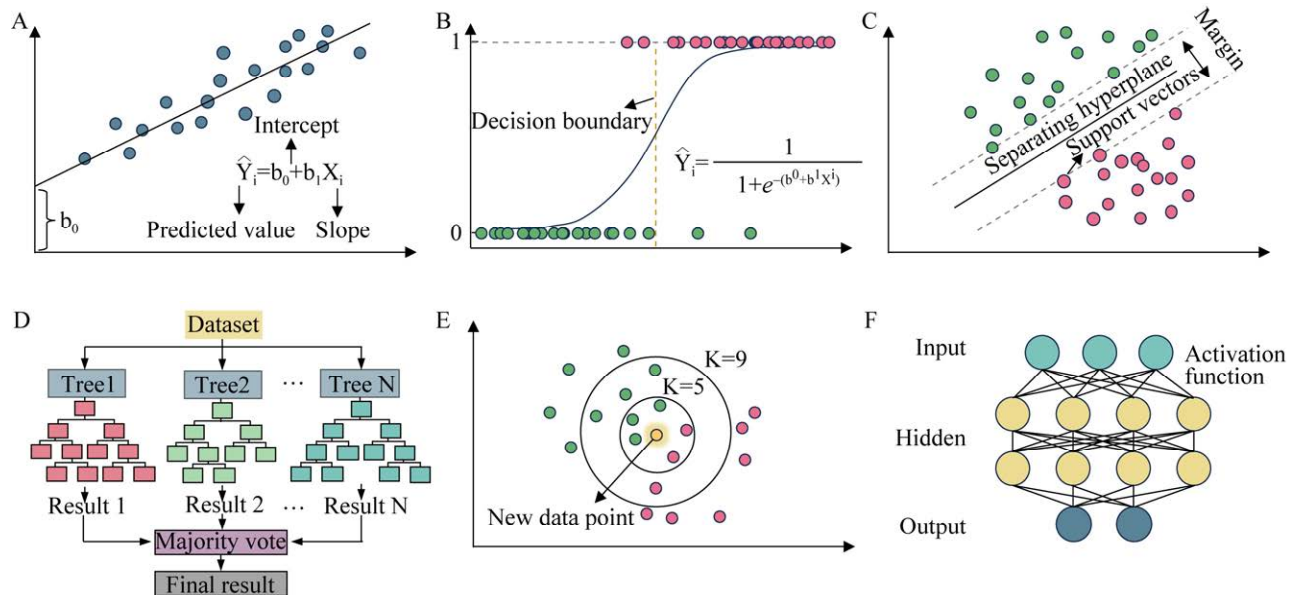 A
Intercept
Ŷi=b0+b1Xi
b0
Predicted value
Slope
B
1
Decision boundary
Ŷi=1/(1+e^-(b^0+b^1X^i))
0
C
Margin
Separating hyperplane
Support vectors
D
Dataset
Tree1
Tree2
...
Tree N
Result 1
Result 2
...
Result N
Majority vote
Final result
E
K=9
K=5
New data point
F
Input
Activation
function
Hidden
Output